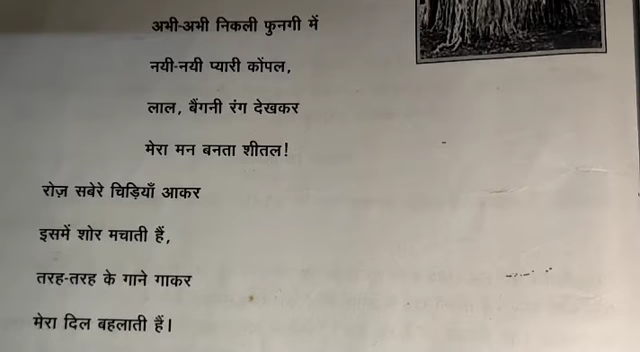 अभी-अभी निकली फुनगी में
नयी-नयी प्यारी कोंपल,
लाल, बैंगनी रंग देखकर
मेरा मन बनता शीतल!
रोज़ सबेरे चिड़ियाँ आकर
इसमें शोर मचाती हैं,
तरह-तरह के गाने गाकर
मेरा दिल बहलाती हैं।